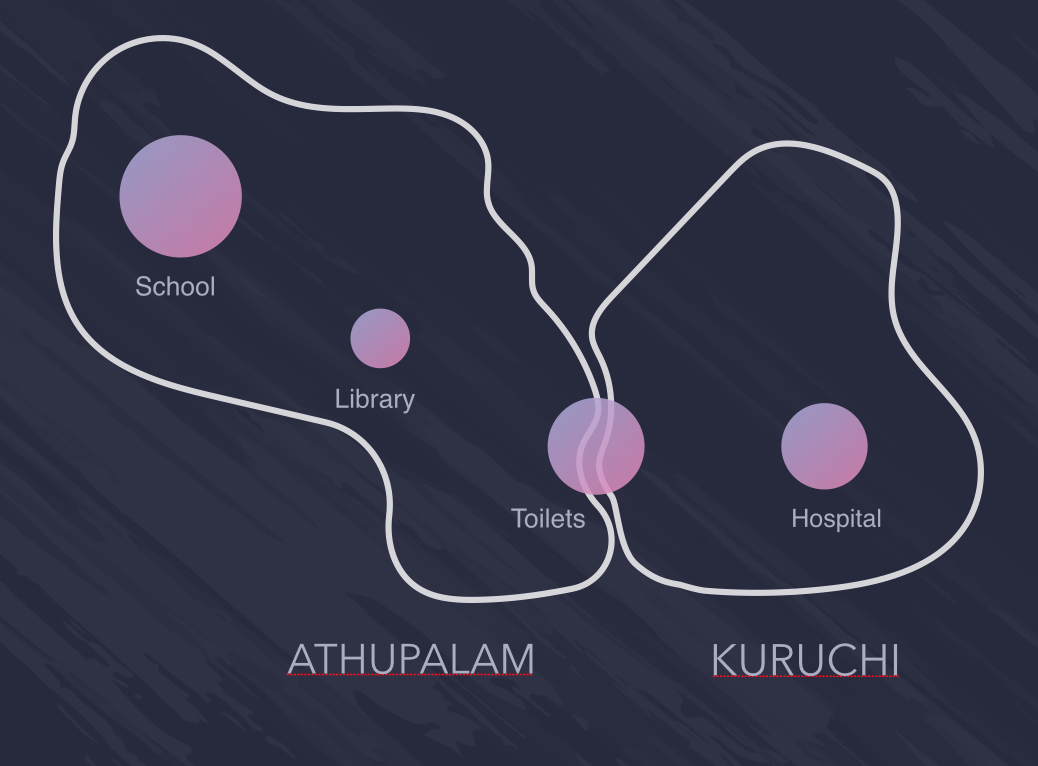 School
Library
Toilets
Hospital
ATHUPALAM
KURUCHI